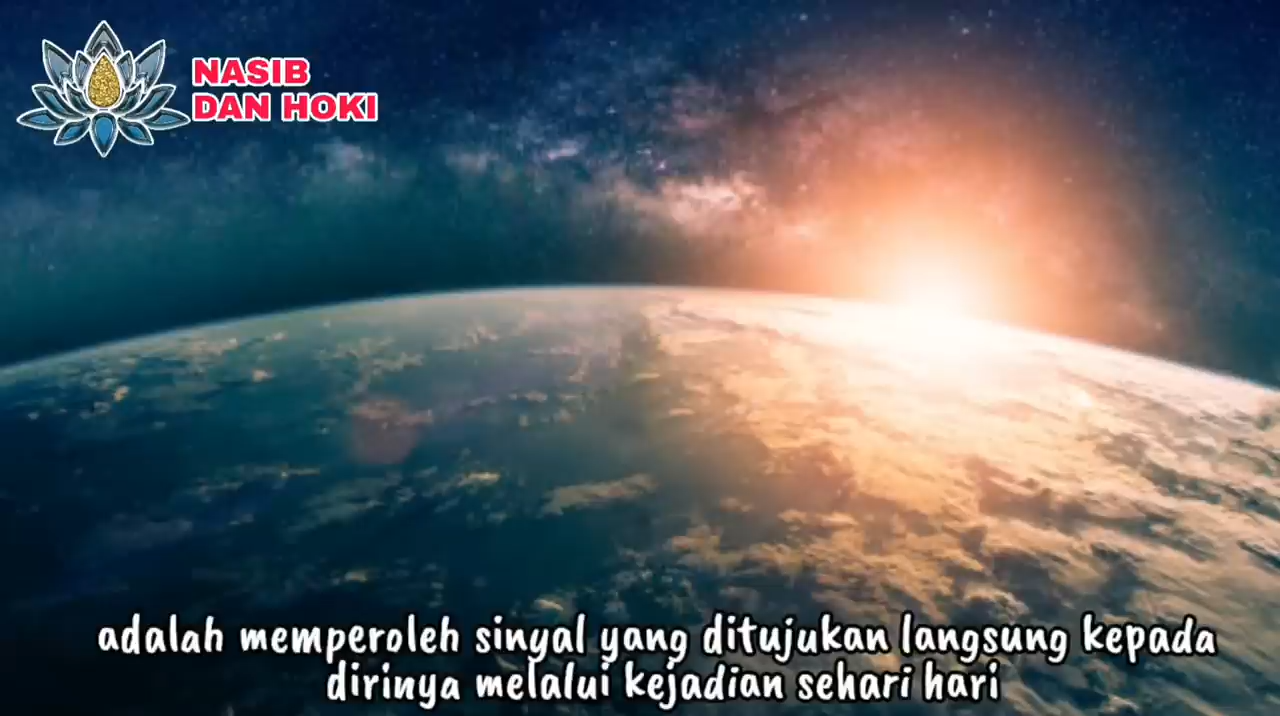 NASIB
DAN HOKI
adalah memperoleh sinyal yang ditujukan langsung kepada
dirinya melalui kejadian sehari hari